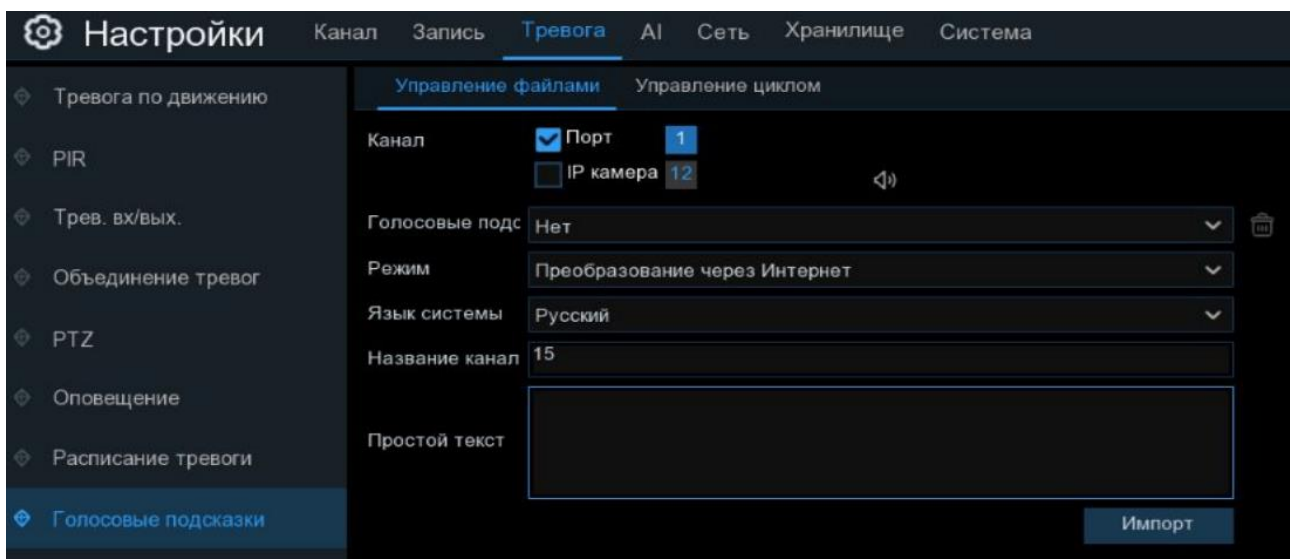 Настройки Канал Запись Тревога AI Сеть Хранилище Система
Тревога по движению
PIR
Трев. вх/вых.
Объединение тревог
PTZ
Оповещение
Расписание тревоги
Голосовые подсказки
Управление файлами Управление циклом
Канал Порт 1
IP камера 12
Голосовые подс Нет
Режим Преобразование через Интернет
Язык системы Русский
Название канал 15
Простой текст
Импорт